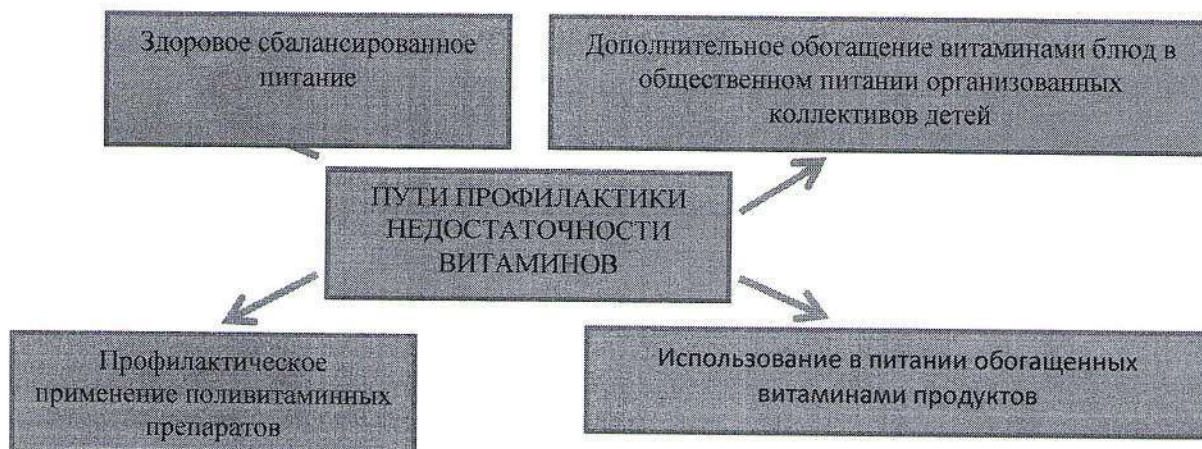 Здоровое сбалансированное
питание
Дополнительное обогащение витаминами блюд в
общественном питании организованных
коллективов детей
ПУТИ ПРОФИЛАКТИКИ
НЕДОСТАТОЧНОСТИ
ВИТАМИНОВ
Профилактическое
применение поливитаминных
препаратов
Использование в питании обогащенных
витаминами продуктов